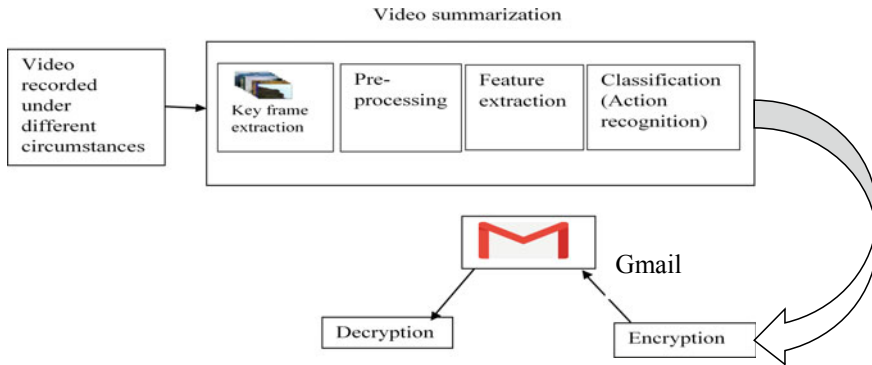 Video summarization
Video
recorded
under
different
circumstances
Key frame
extraction
Pre-
processing
Feature
extraction
Classification
(Action
recognition)
Gmail
Decryption
Encryption